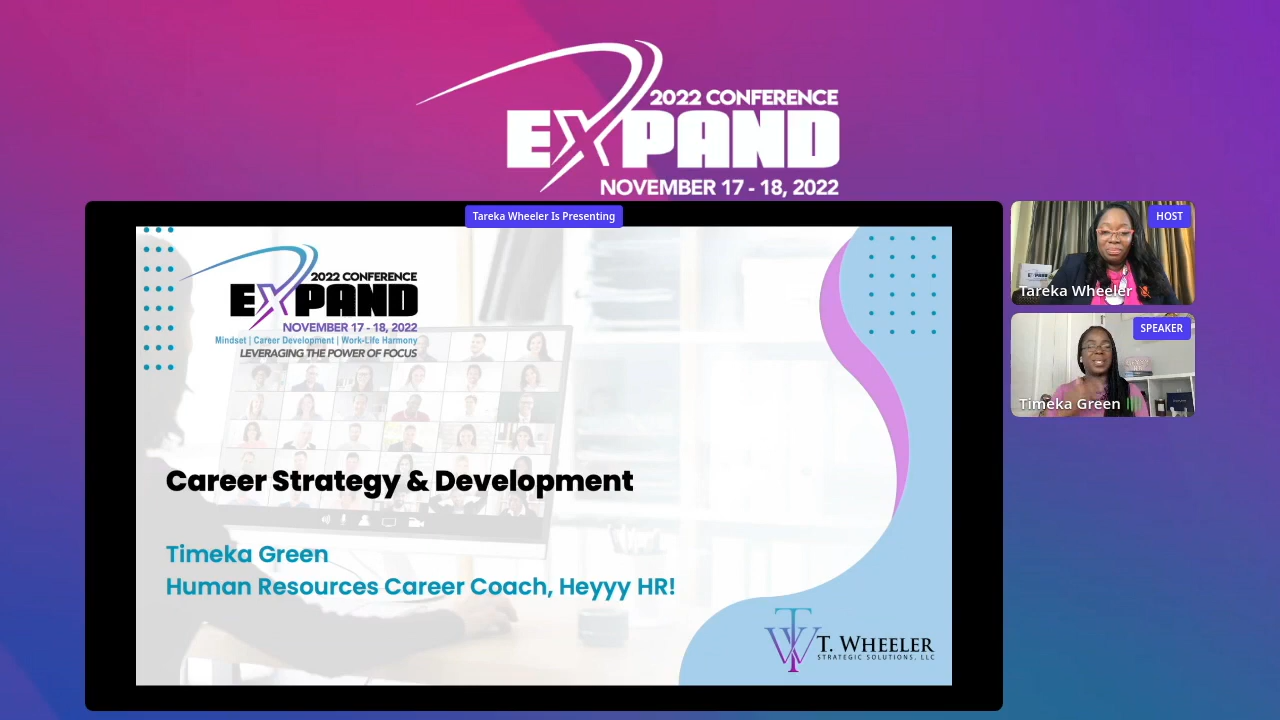 2022 CONFERENCE
EXPAND
NOVEMBER 17 - 18, 2022
Tareka Wheeler Is Presenting
2022 CONFERENCE
EXPAND
NOVEMBER 17 - 18, 2022
Mindset | Career Development | Work-Life Harmony
LEVERAGING THE POWER OF FOCUS
Career Strategy & Development
Timeka Green
Human Resources Career Coach, Heyyy HR!
TW
T. WHEELER
STRATEGIC SOLUTIONS, LLC
HOST
EXPAND
Tareka Wheeler
SPEAKER
Timeka Green